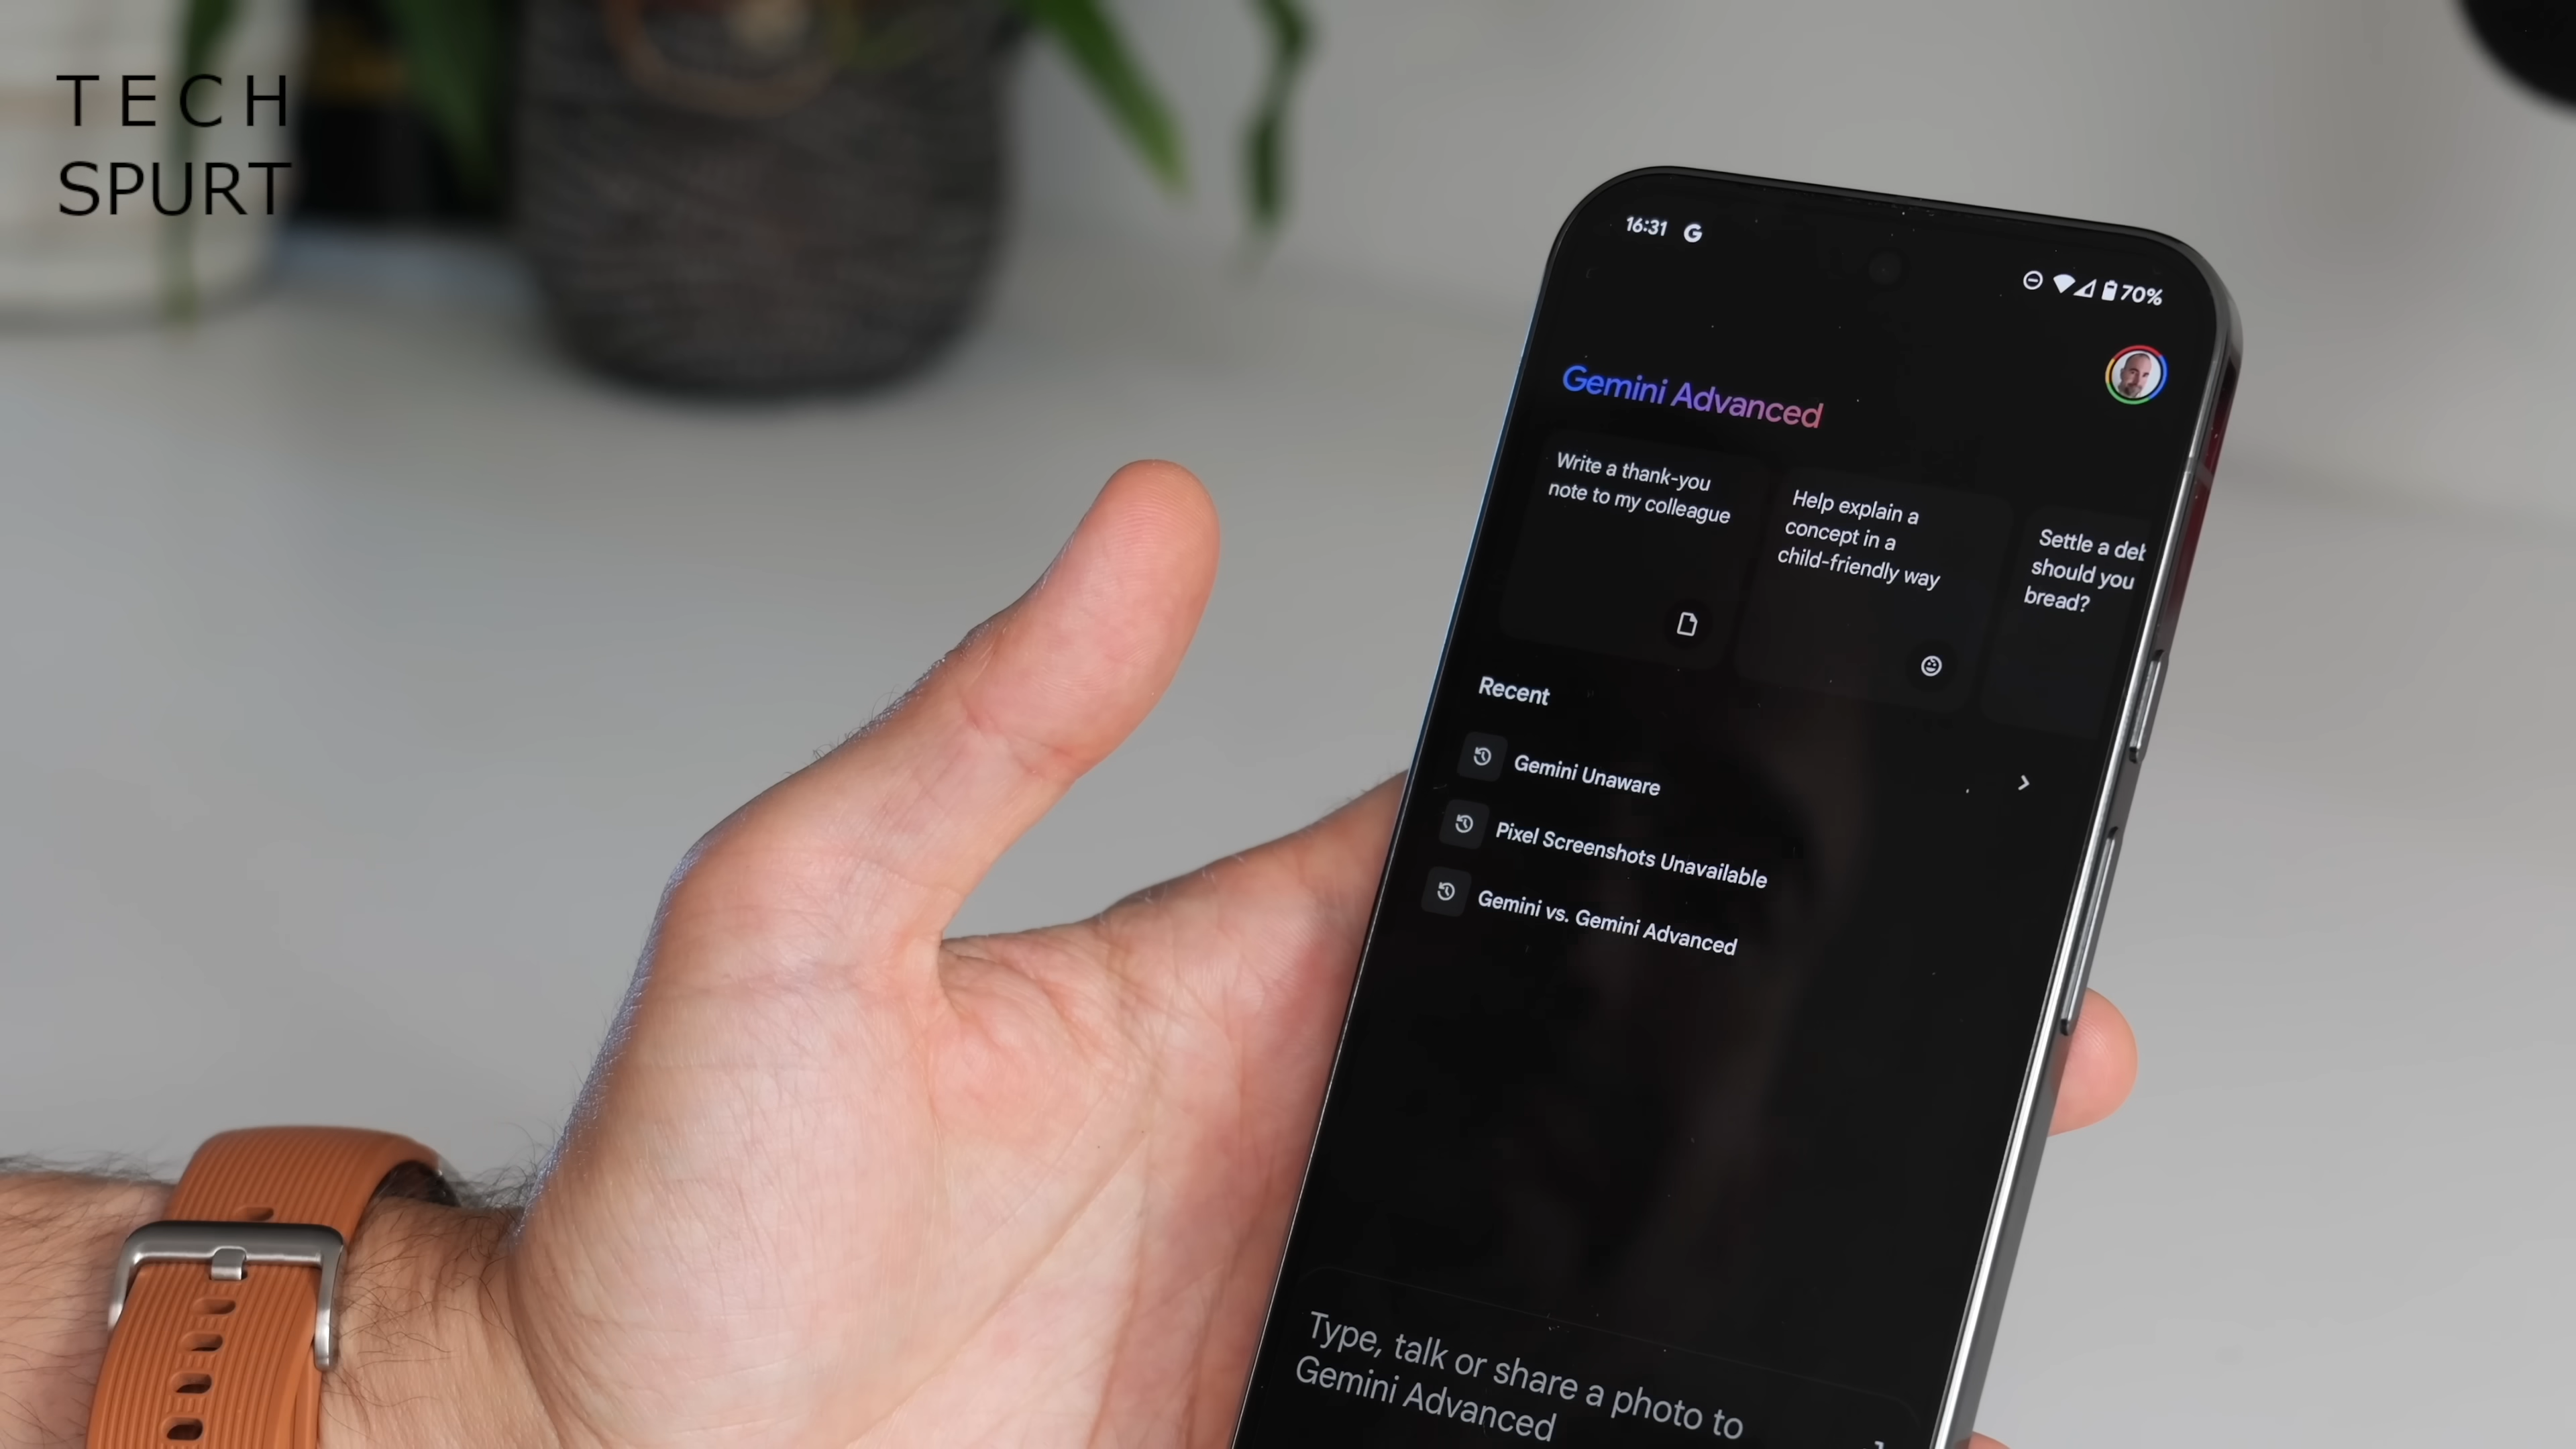 TECH
SPURT
16:31 G
70%
Gemini Advanced
Write a thank-you
note to my colleague
Help explain a
concept in a
child-friendly way
Settle a
should you
bread?
Recent
Gemini Unaware
Pixel Screenshots Unavailable
Gemini vs. Gemini Advanced
Type, talk or share a photo to
Gemini Advanced